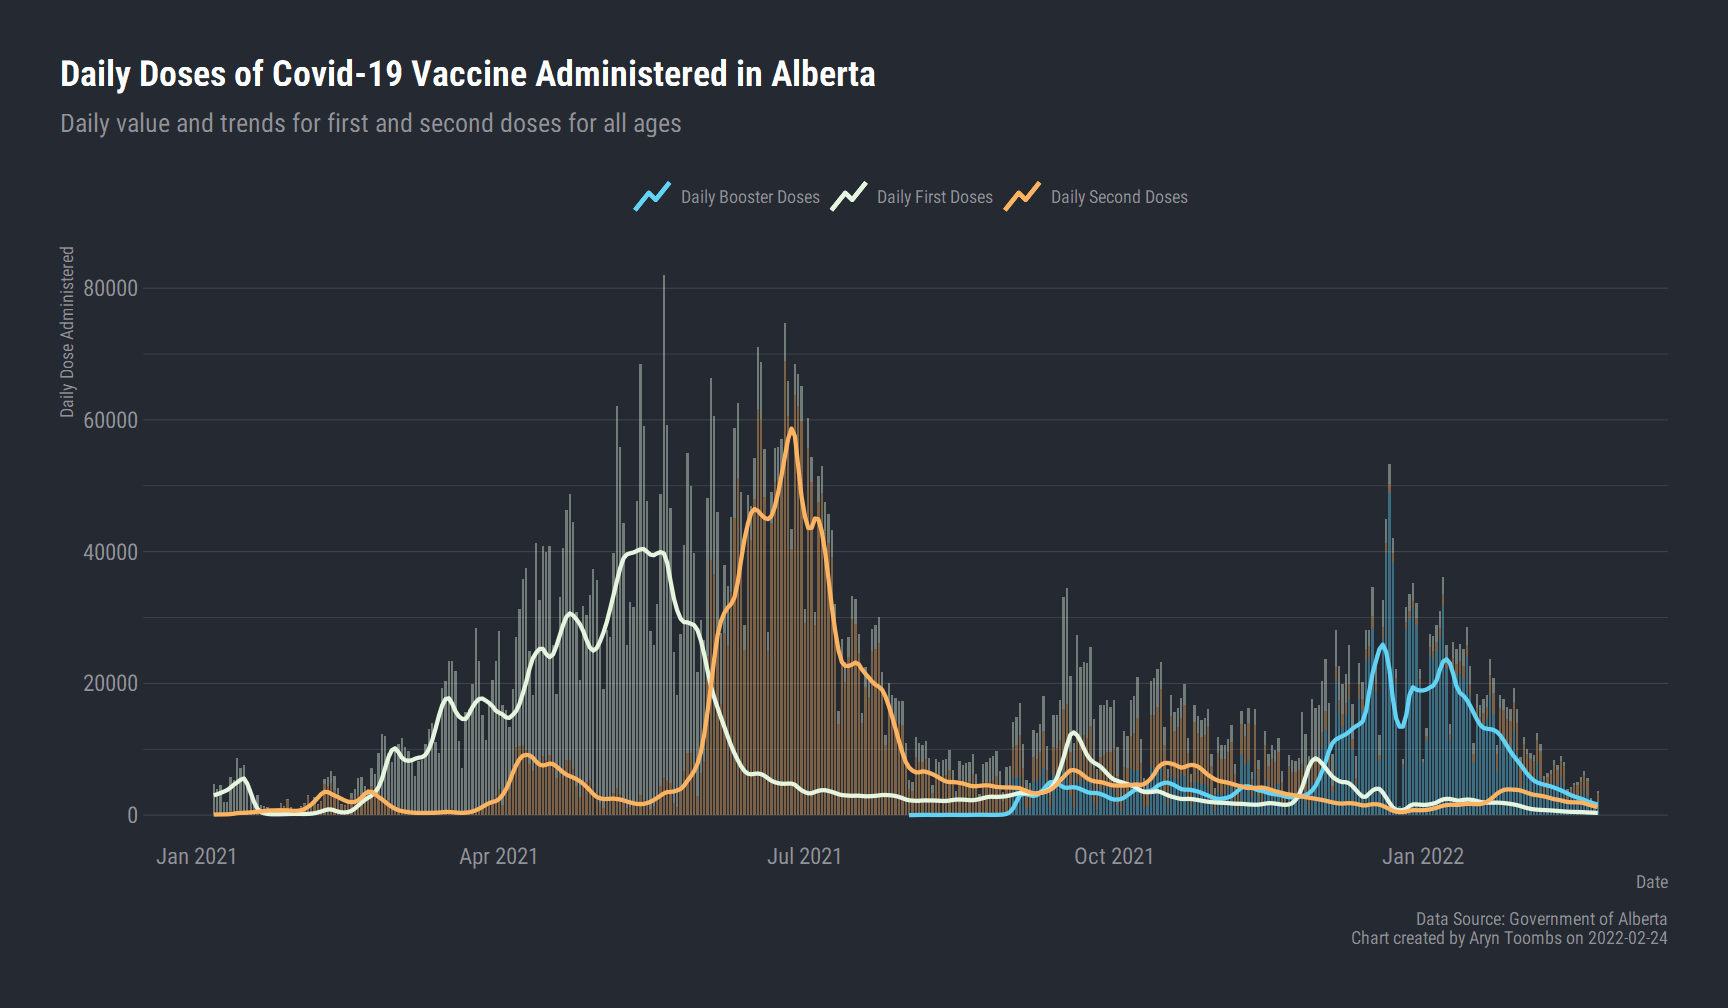 Daily Doses of Covid-19 Vaccine Administered in Alberta
Daily value and trends for first and second doses for all ages
Daily Booster Doses Daily First Doses Daily Second Doses
Daily Dose Administered
80000
60000
40000
20000
0
Jan 2021 Apr 2021 Jul 2021 Oct 2021 Jan 2022
Date
Data Source: Government of Alberta
Chart created by Aryn Toombs on 2022-02-24